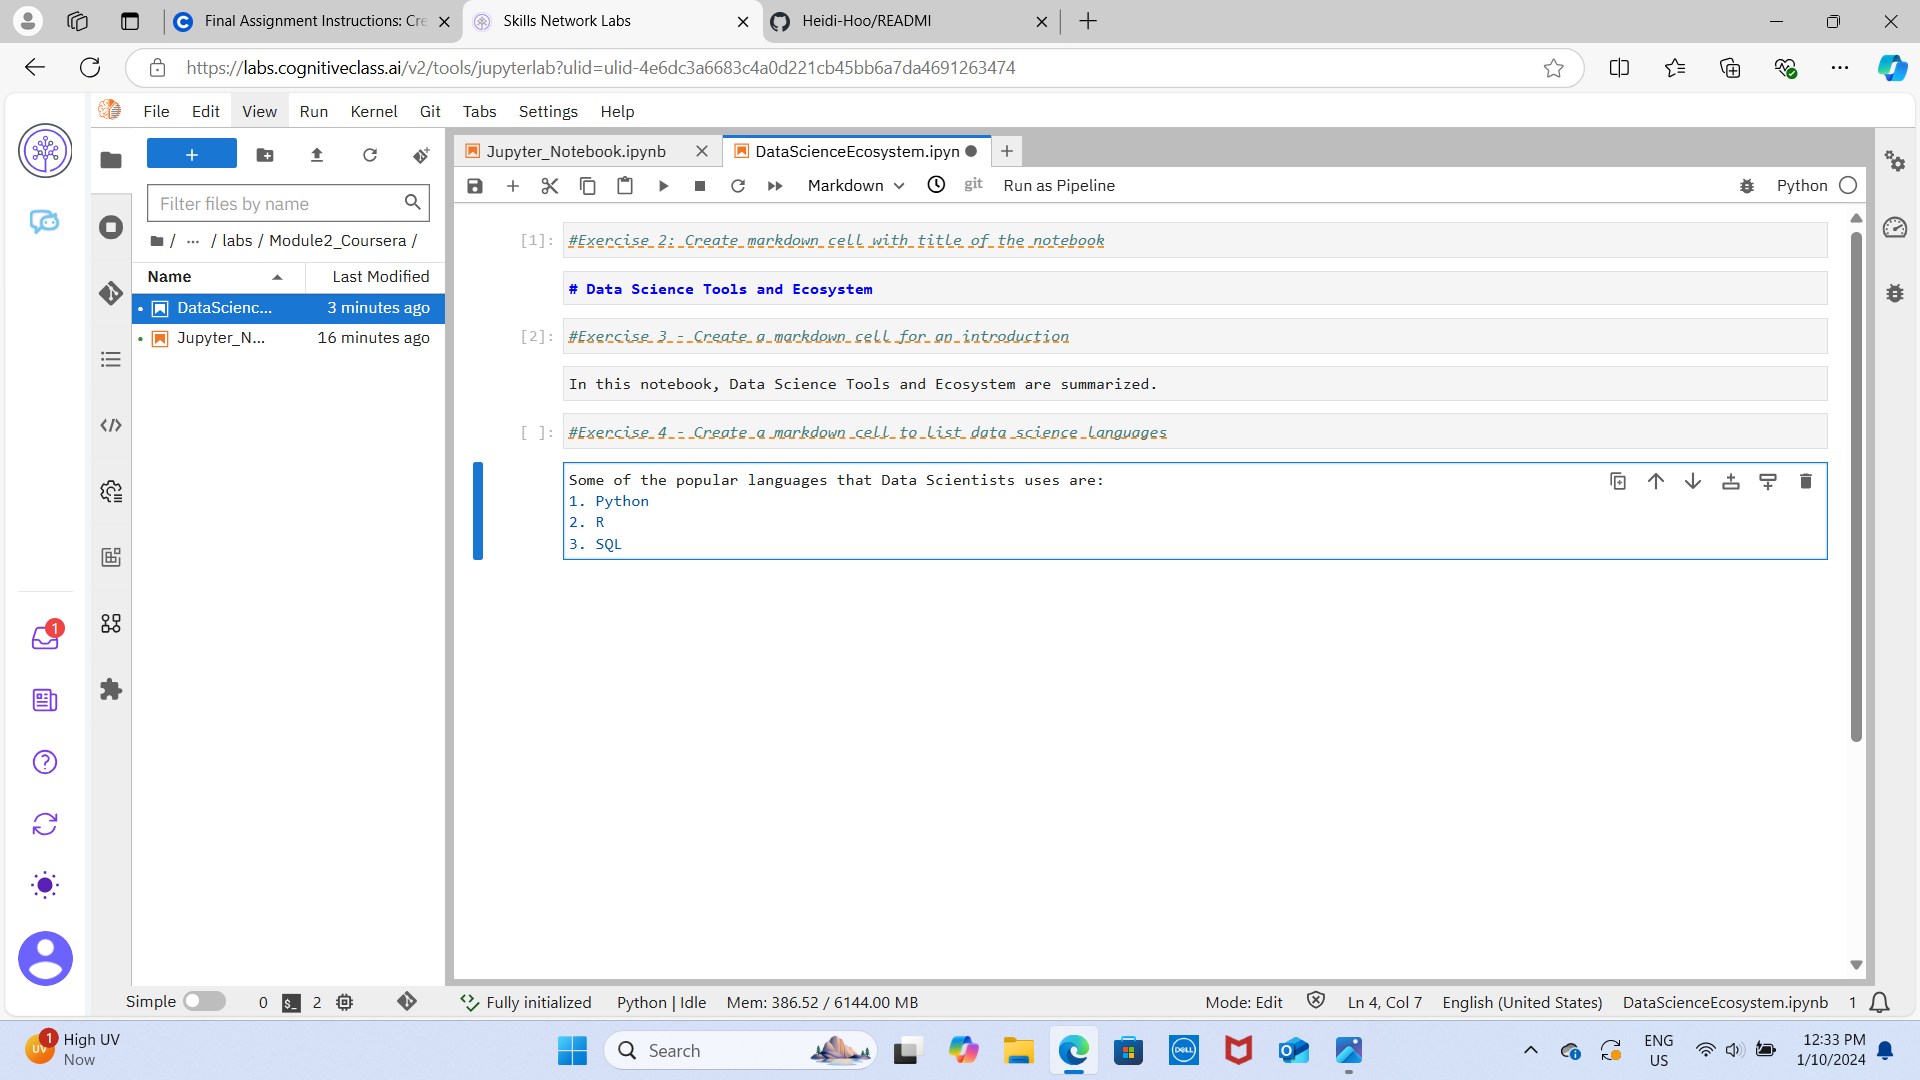 Final Assignment Instructions: Cre
Skills Network Labs
Heidi-Hoo/READMI
https://labs.cognitiveclass.ai/v2/tools/jupyterlab?ulid=ulid-4e6dc3a6683c4a0d221cb45bb6a7da4691263474
File Edit View Run Kernel Git Tabs Settings Help
Jupyter_Notebook.ipynb
DataScienceEcosystem.ipyn
Markdown
git
Run as Pipeline
Python
Filter files by name
/ ... / labs / Module2_Coursera /
Name Last Modified
DataScienc... 3 minutes ago
Jupyter_N... 16 minutes ago
[1]: #Exercise 2: Create markdown cell with title of the notebook
# Data Science Tools and Ecosystem
[2]: #Exercise 3 - Create a markdown cell for an introduction
In this notebook, Data Science Tools and Ecosystem are summarized.
[ ]: #Exercise 4 - Create a markdown cell to list data science languages
Some of the popular languages that Data Scientists uses are:
1. Python
2. R
3. SQL
1
Simple 0 $_ 2 Fully initialized Python | Idle Mem: 386.52 / 6144.00 MB Mode: Edit Ln 4, Col 7 English (United States) DataScienceEcosystem.ipynb 1
1
UV
High UV
Now
Search
DELL
ENG
US
12:33 PM
1/10/2024